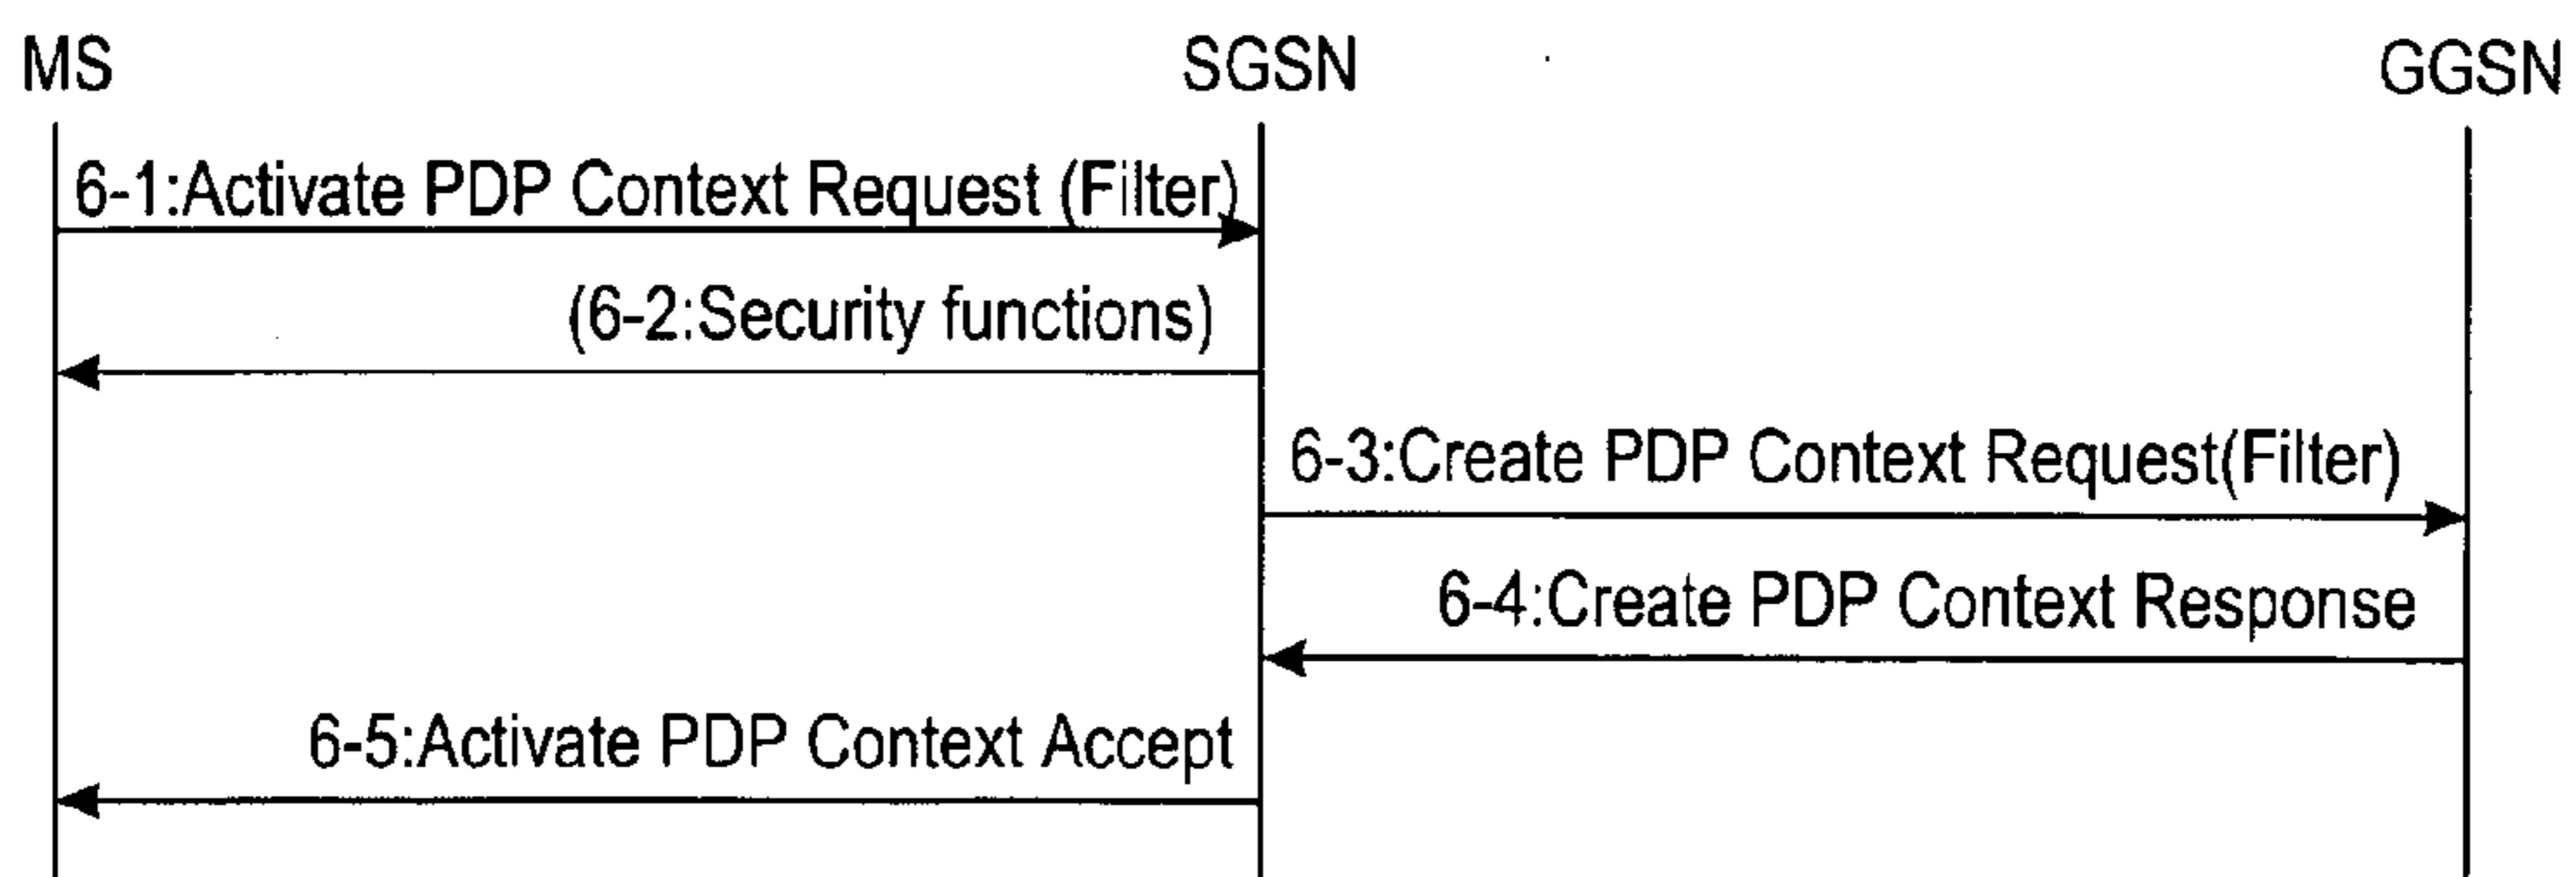 MS SGSN GGSN
6-1:Activate PDP Context Request (Filter)
(6-2:Security functions)
6-3:Create PDP Context Request(Filter)
6-4:Create PDP Context Response
6-5:Activate PDP Context Accept